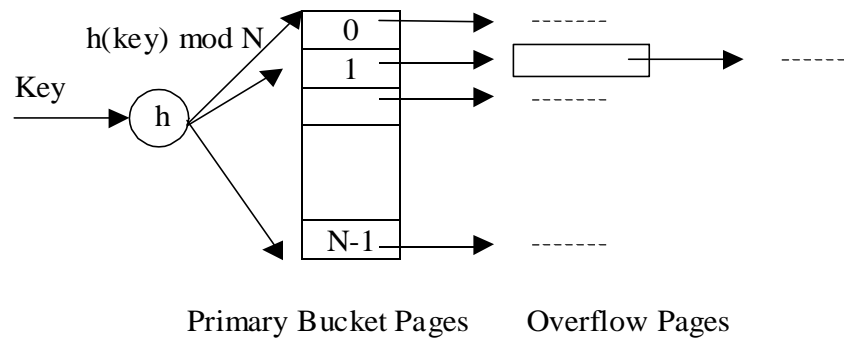 h(key) mod N
Key
h
0
1
N-1
Primary Bucket Pages
Overflow Pages